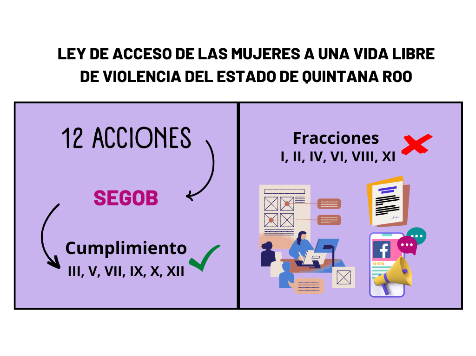 LEY DE ACCESO DE LAS MUJERES A UNA VIDA LIBRE
DE VIOLENCIA DEL ESTADO DE QUINTANA ROO
12 ACCIONES
SEGOB
Cumplimiento
III, V, VII, IX, X, XII
Fracciones
I, II, IV, VI, VIII, XI